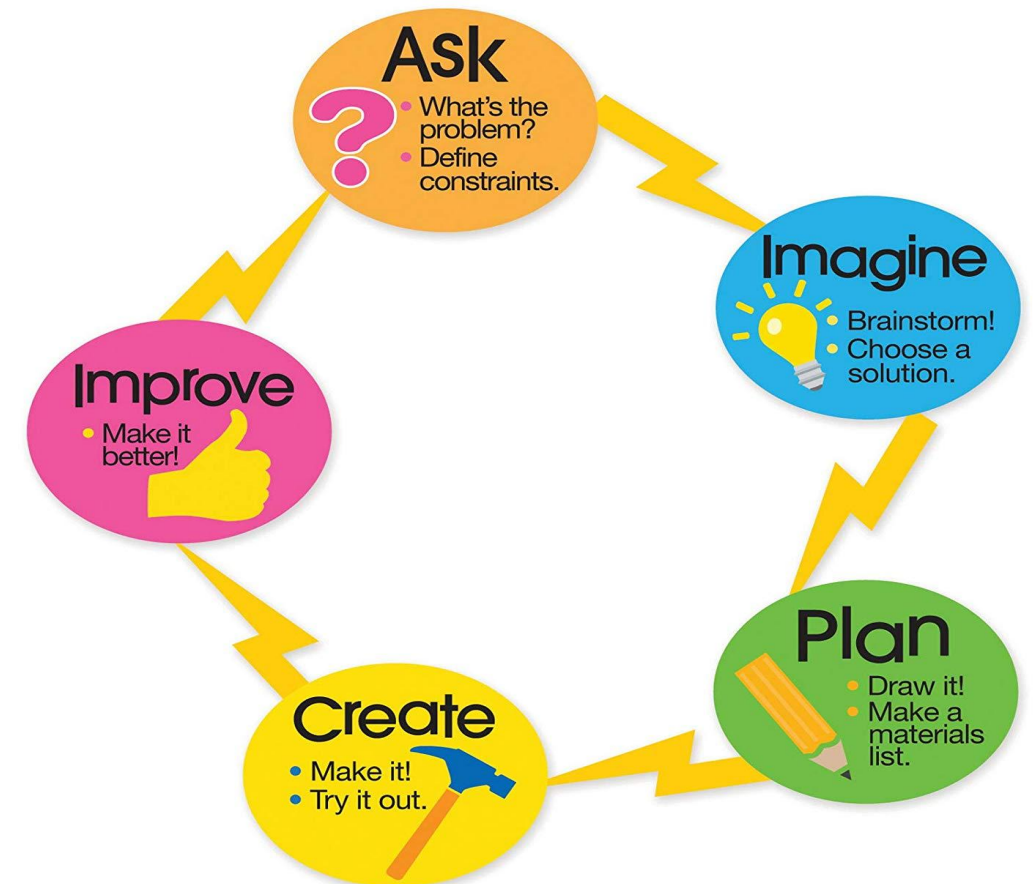 Ask
• What's the
problem?
• Define
constraints.
Imagine
• Brainstorm!
• Choose a
solution.
Plan
• Draw it!
• Make a
materials
list.
Create
• Make it!
• Try it out.
Improve
• Make it
better!